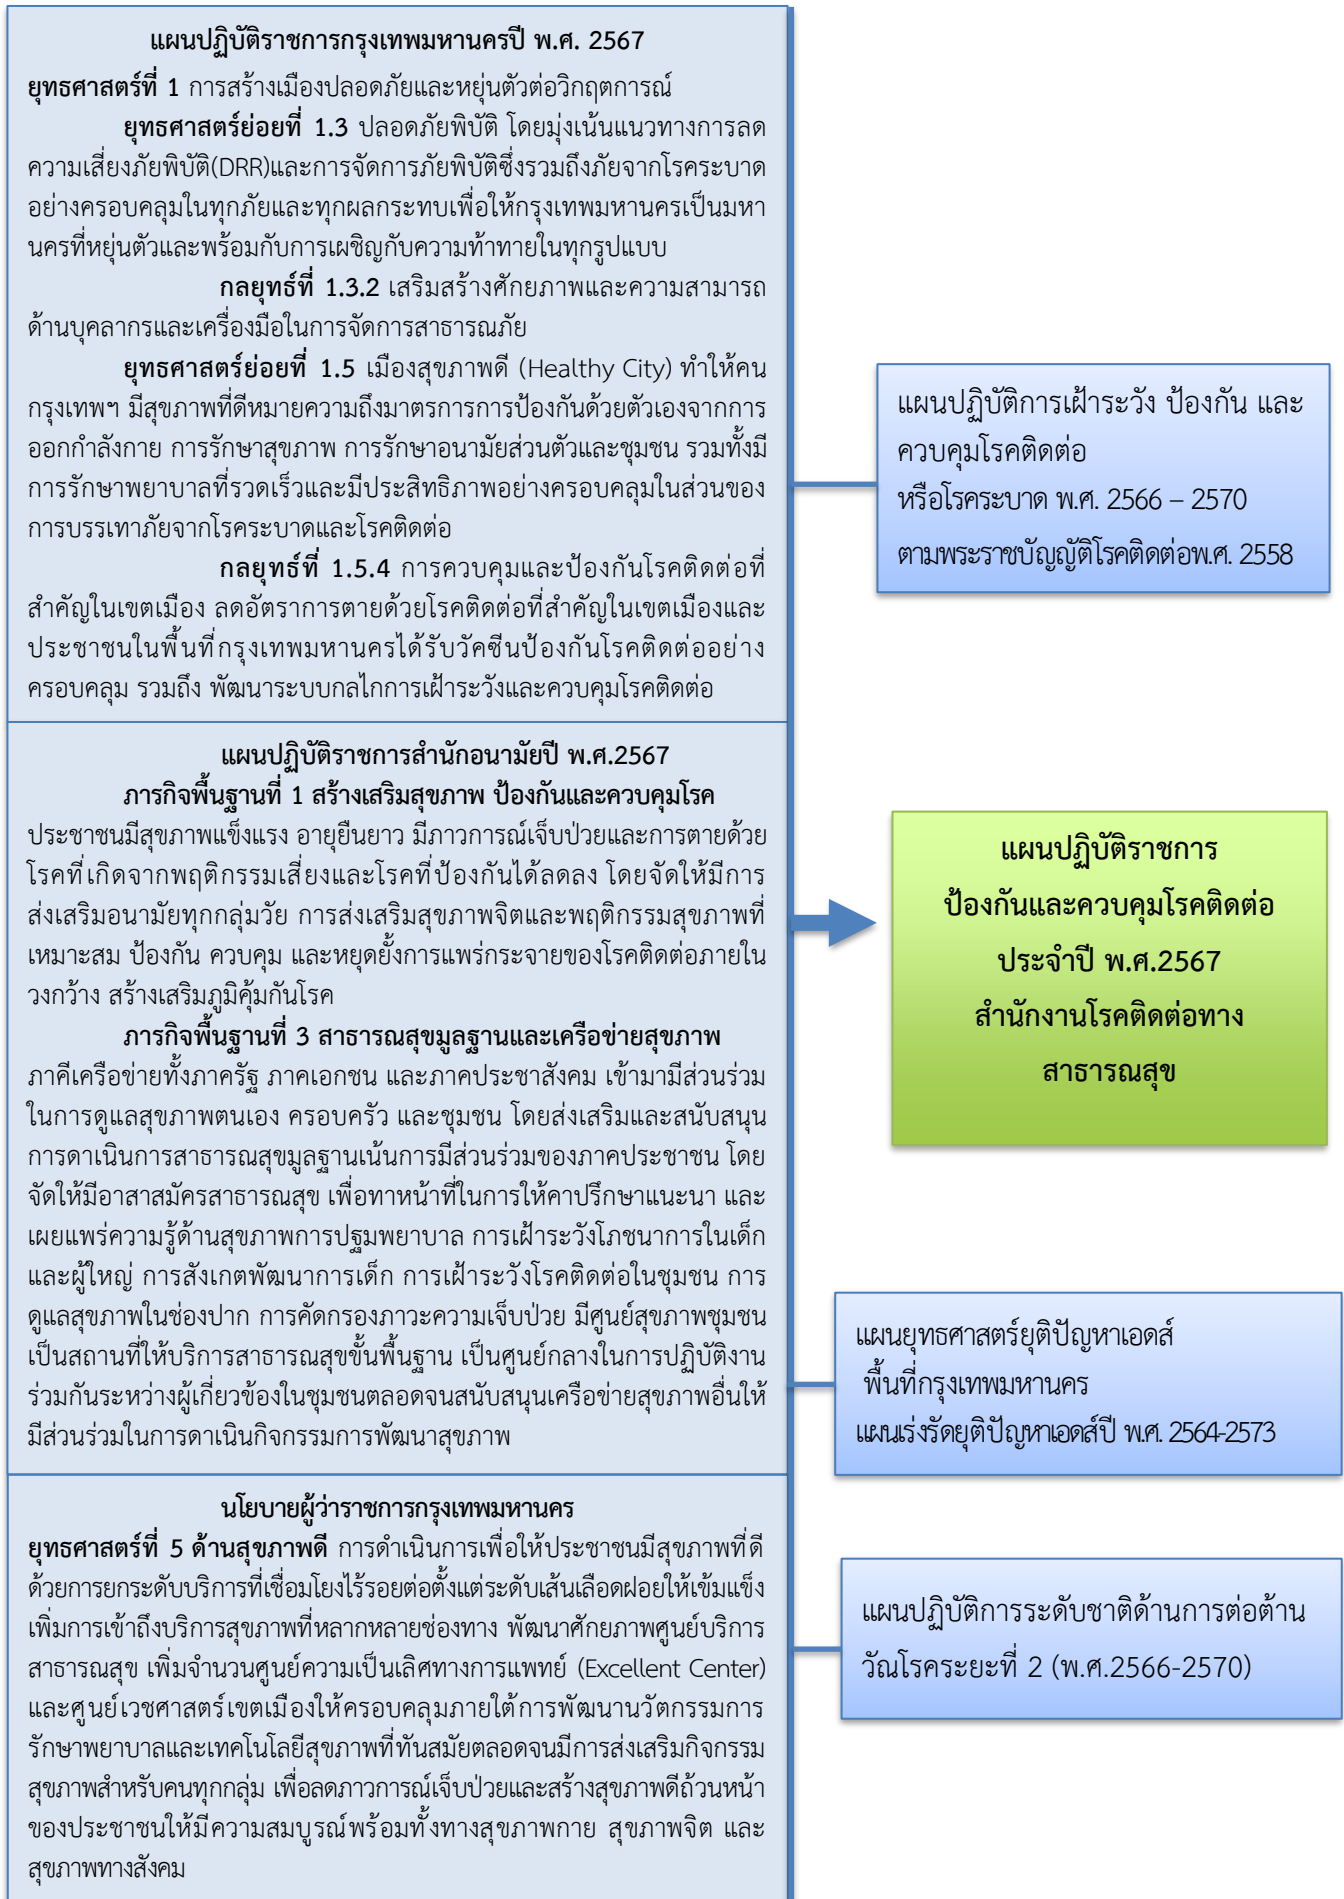 แผนปฏิบัติราชการกรุงเทพมหานครปี พ.ศ. 2567
ยุทธศาสตร์ที่ 1 การสร้างเมืองปลอดภัยและหยุ่นตัวต่อวิกฤตการณ์
ยุทธศาสตร์ย่อยที่ 1.3 ปลอดภัยพิบัติ โดยมุ่งเน้นแนวทางการลด
ความเสี่ยงภัยพิบัติ(DRR)และการจัดการภัยพิบัติซึ่งรวมถึงภัยจากโรคระบาด
อย่างครอบคลุมในทุกภัยและทุกผลกระทบเพื่อให้กรุงเทพมหานครเป็นมหา
นครที่หยุ่นตัวและพร้อมกับการเผชิญกับความท้าทายในทุกรูปแบบ
กลยุทธ์ที่ 1.3.2 เสริมสร้างศักยภาพและความสามารถ
ด้านบุคลากรและเครื่องมือในการจัดการสาธารณภัย
ยุทธศาสตร์ย่อยที่ 1.5 เมืองสุขภาพดี (Healthy City) ทำให้คน
กรุงเทพฯ มีสุขภาพที่ดีหมายความถึงมาตรการการป้องกันด้วยตัวเองจากการ
ออกกำลังกาย การรักษาสุขภาพ การรักษาอนามัยส่วนตัวและชุมชน รวมทั้งมี
การรักษาพยาบาลที่รวดเร็วและมีประสิทธิภาพอย่างครอบคลุมในส่วนของ
การบรรเทาภัยจากโรคระบาดและโรคติดต่อ
กลยุทธ์ที่ 1.5.4 การควบคุมและป้องกันโรคติดต่อที่
สำคัญในเขตเมือง ลดอัตราการตายด้วยโรคติดต่อที่สำคัญในเขตเมืองและ
ประชาชนในพื้นที่กรุงเทพมหานครได้รับวัคซีนป้องกันโรคติดต่ออย่าง
ครอบคลุม รวมถึง พัฒนาระบบกลไกการเฝ้าระวังและควบคุมโรคติดต่อ
แผนปฏิบัติราชการสำนักอนามัยปี พ.ศ.2567
ภารกิจพื้นฐานที่ 1 สร้างเสริมสุขภาพ ป้องกันและควบคุมโรค
ประชาชนมีสุขภาพแข็งแรง อายุยืนยาว มีภาวการณ์เจ็บป่วยและการตายด้วย
โรคที่เกิดจากพฤติกรรมเสี่ยงและโรคที่ป้องกันได้ลดลง โดยจัดให้มีการ
ส่งเสริมอนามัยทุกกลุ่มวัย การส่งเสริมสุขภาพจิตและพฤติกรรมสุขภาพที่
เหมาะสม ป้องกัน ควบคุม และหยุดยั้งการแพร่กระจายของโรคติดต่อภายใน
วงกว้าง สร้างเสริมภูมิคุ้มกันโรค
ภารกิจพื้นฐานที่ 3 สาธารณสุขมูลฐานและเครือข่ายสุขภาพ
ภาคีเครือข่ายทั้งภาครัฐ ภาคเอกชน และภาคประชาสังคม เข้ามามีส่วนร่วม
ในการดูแลสุขภาพตนเอง ครอบครัว และชุมชน โดยส่งเสริมและสนับสนุน
การดาเนินการสาธารณสุขมูลฐานเน้นการมีส่วนร่วมของภาคประชาชน โดย
จัดให้มีอาสาสมัครสาธารณสุข เพื่อทาหน้าที่ในการให้คาปรึกษาแนะนา และ
เผยแพร่ความรู้ด้านสุขภาพการปฐมพยาบาล การเฝ้าระวังโภชนาการในเด็ก
และผู้ใหญ่ การสังเกตพัฒนาการเด็ก การเฝ้าระวังโรคติดต่อในชุมชน การ
ดูแลสุขภาพในช่องปาก การคัดกรองภาวะความเจ็บป่วย มีศูนย์สุขภาพชุมชน
เป็นสถานที่ให้บริการสาธารณสุขขั้นพื้นฐาน เป็นศูนย์กลางในการปฏิบัติงาน
ร่วมกันระหว่างผู้เกี่ยวข้องในชุมชนตลอดจนสนับสนุนเครือข่ายสุขภาพอื่นให้
มีส่วนร่วมในการดาเนินกิจกรรมการพัฒนาสุขภาพ
นโยบายผู้ว่าราชการกรุงเทพมหานคร
ยุทธศาสตร์ที่ 5 ด้านสุขภาพดี การดำเนินการเพื่อให้ประชาชนมีสุขภาพที่ดี
ด้วยการยกระดับบริการที่เชื่อมโยงไร้รอยต่อตั้งแต่ระดับเส้นเลือดฝอยให้เข้มแข็ง
เพิ่มการเข้าถึงบริการสุขภาพที่หลากหลายช่องทาง พัฒนาศักยภาพศูนย์บริการ
สาธารณสุข เพิ่มจำนวนศูนย์ความเป็นเลิศทางการแพทย์ (Excellent Center)
และศูนย์เวชศาสตร์เขตเมืองให้ครอบคลุมภายใต้การพัฒนานวัตกรรมการ
รักษาพยาบาลและเทคโนโลยีสุขภาพที่ทันสมัยตลอดจนมีการส่งเสริมกิจกรรม
สุขภาพสำหรับคนทุกกลุ่ม เพื่อลดภาวการณ์เจ็บป่วยและสร้างสุขภาพดีถ้วนหน้า
ของประชาชนให้มีความสมบูรณ์พร้อมทั้งทางสุขภาพกาย สุขภาพจิต และ
สุขภาพทางสังคม
แผนปฏิบัติการเฝ้าระวัง ป้องกัน และ
ควบคุมโรคติดต่อ
หรือโรคระบาด พ.ศ. 2566 – 2570
ตามพระราชบัญญัติโรคติดต่อพ.ศ. 2558
แผนปฏิบัติราชการ
ป้องกันและควบคุมโรคติดต่อ
ประจำปี พ.ศ.2567
สำนักงานโรคติดต่อทาง
สาธารณสุข
แผนยุทธศาสตร์ยุติปัญหาเอดส์
พื้นที่กรุงเทพมหานคร
แผนเร่งรัดยุติปัญหาเอดส์ปี พ.ศ. 2564-2573
แผนปฏิบัติการระดับชาติด้านการต่อต้าน
วัณโรคระยะที่ 2 (พ.ศ.2566-2570)